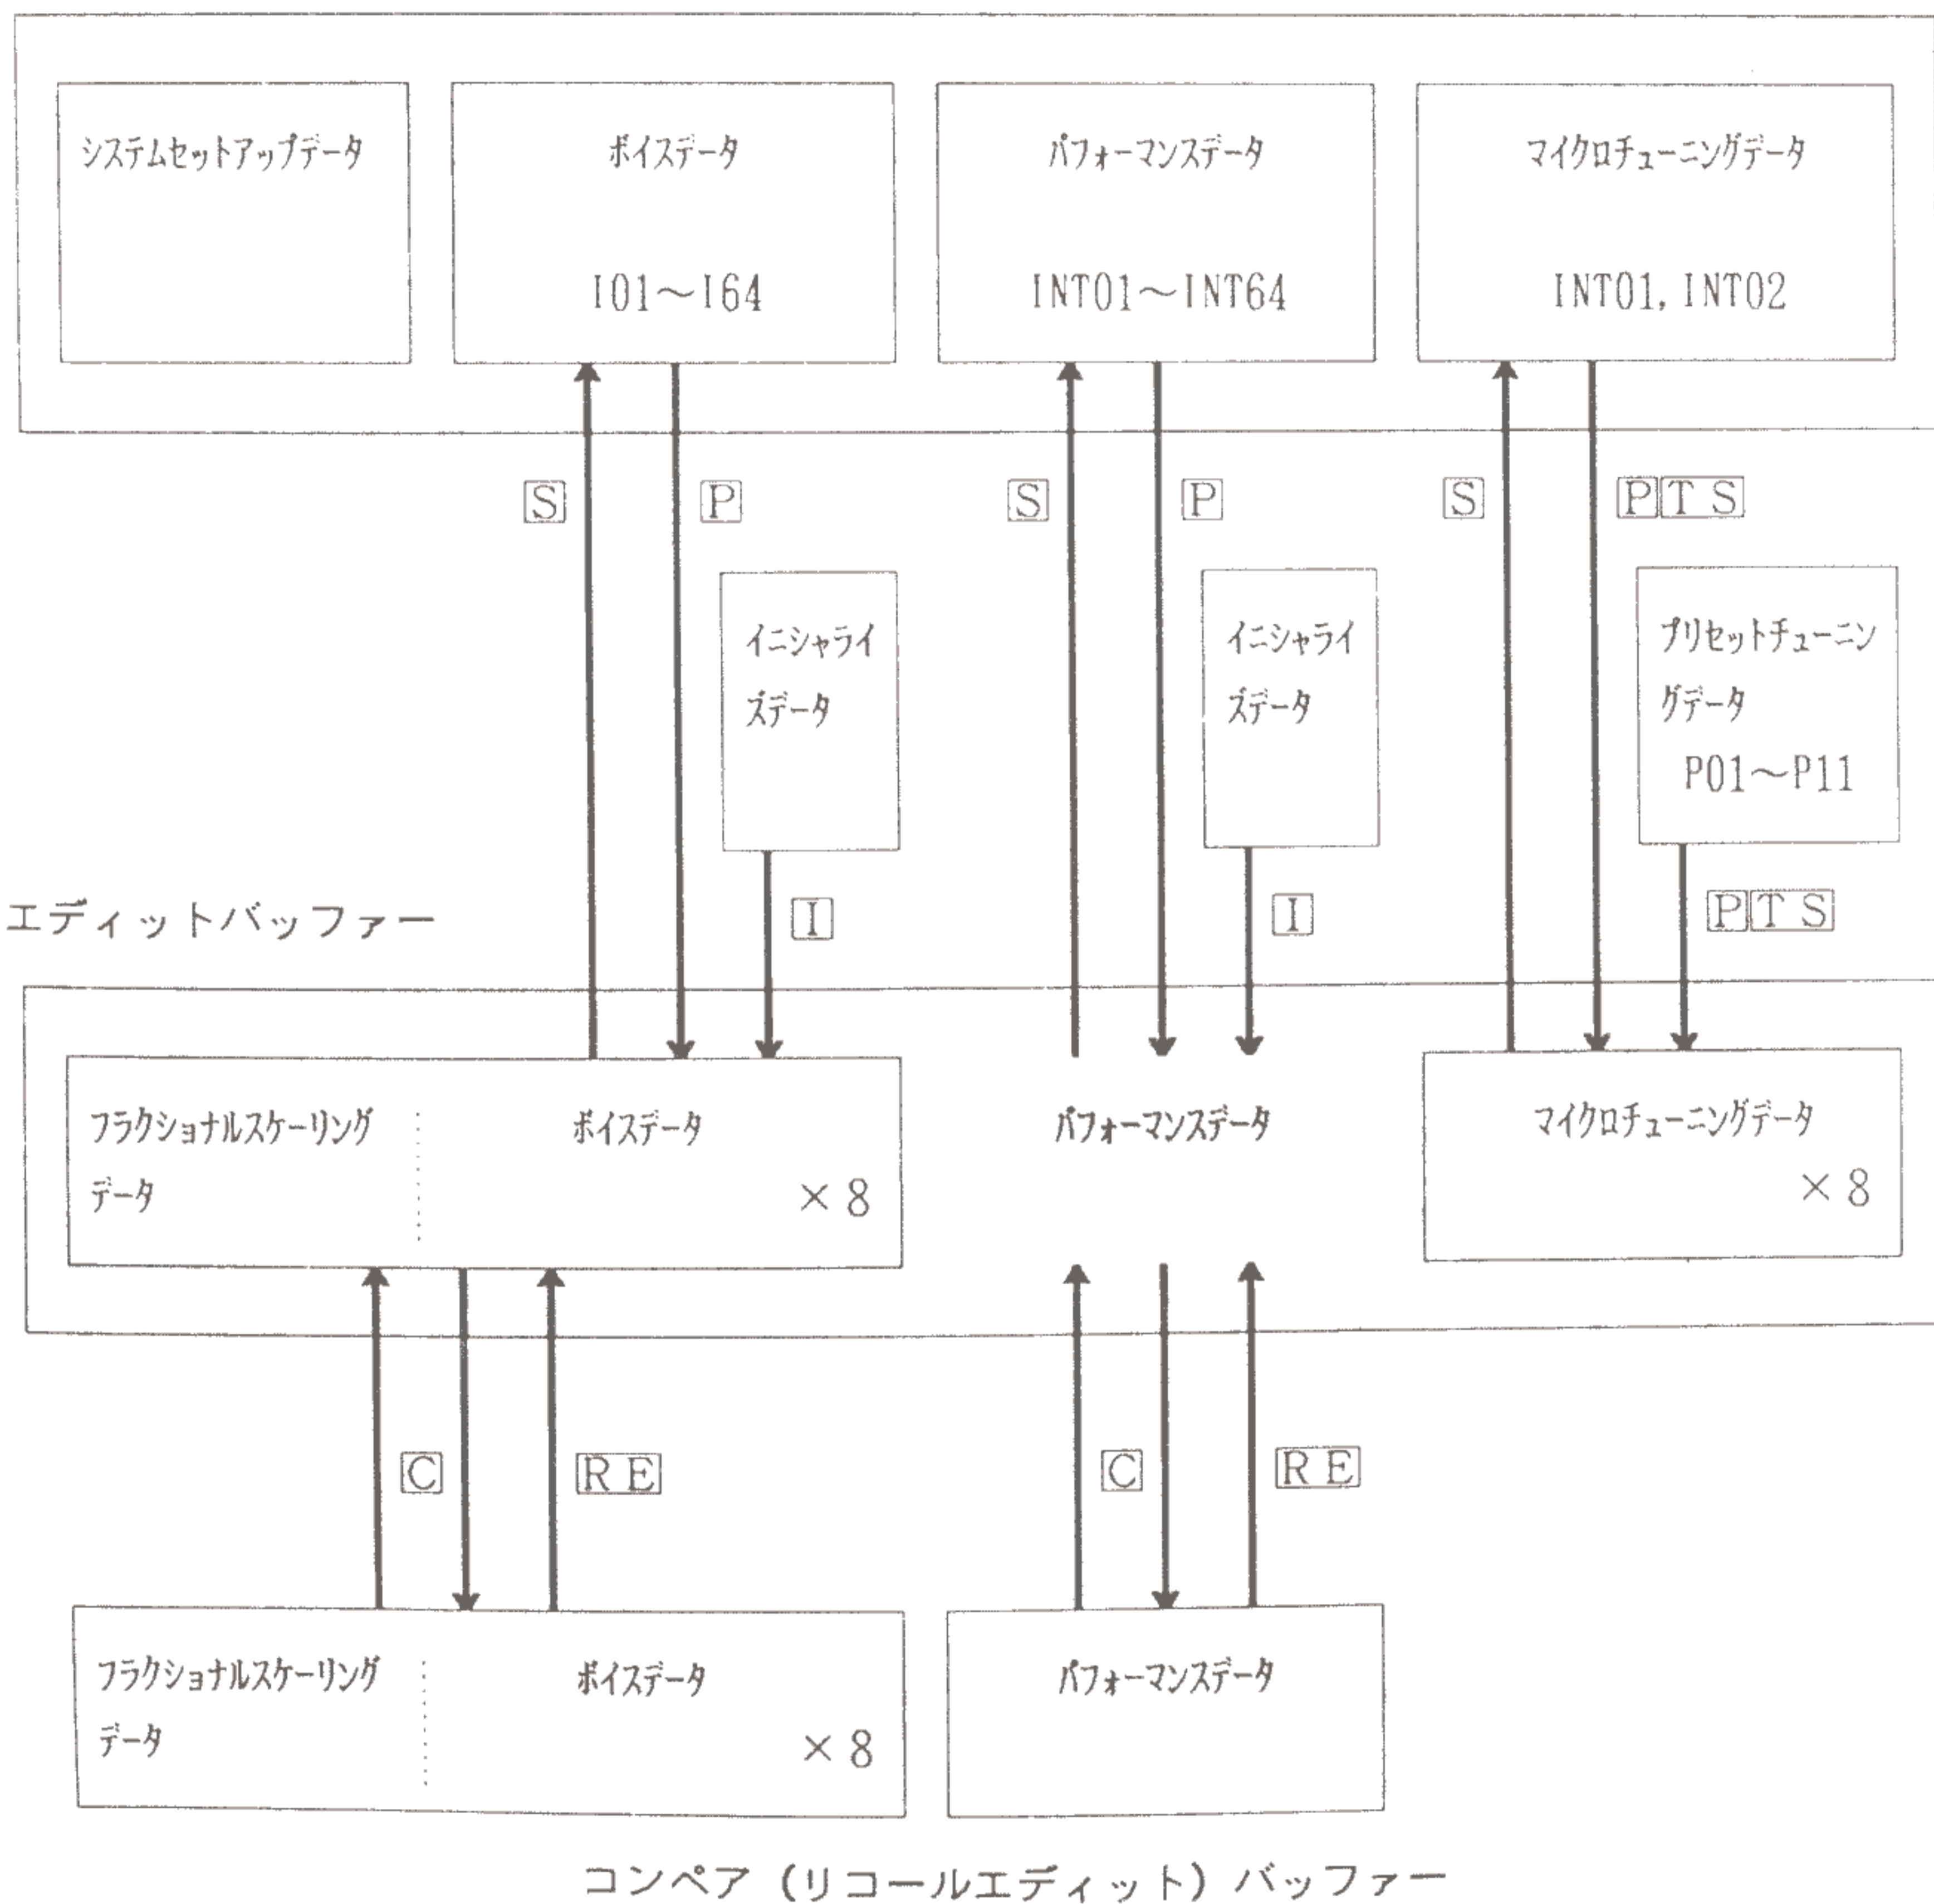 システムセットアップデータ
ボイスデータ
パフォーマンスデータ
マイクロチューニングデータ
I01～I64
INT01～INT64
INT01, INT02
S
P
S
P
S
P T S
イニシャライ
ズデータ
イニシャライ
ズデータ
プリセットチューニン
グデータ
P01～P11
エディットバッファー
I
I
P T S
フラクショナルスケーリング
データ
ボイスデータ
×8
パフォーマンスデータ
マイクロチューニングデータ
×8
C
R E
C
R E
フラクショナルスケーリング
データ
ボイスデータ
×8
パフォーマンスデータ
コンペア (リコールエディット) バッファー